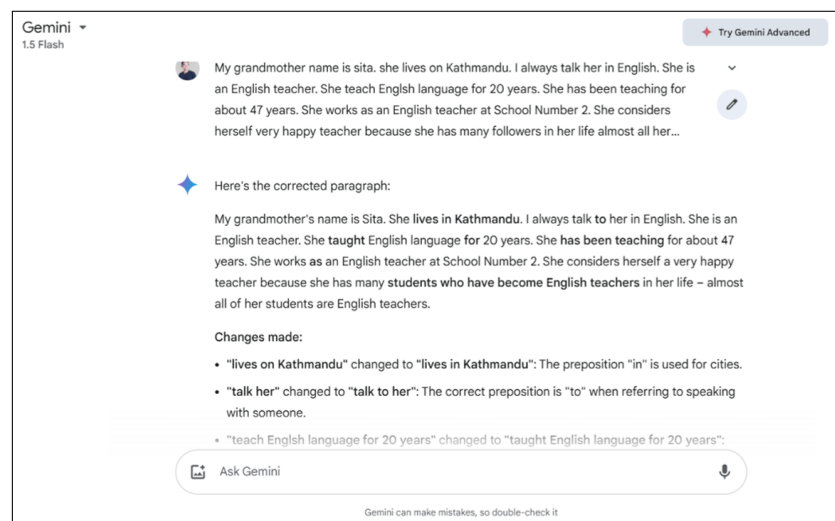 Gemini
1.5 Flash
Try Gemini Advanced
My grandmother name is sita. she lives on Kathmandu. I always talk her in English. She is
an English teacher. She teach Englsh language for 20 years. She has been teaching for
about 47 years. She works as an English teacher at School Number 2. She considers
herself very happy teacher because she has many followers in her life almost all her...
Here's the corrected paragraph:
My grandmother's name is Sita. She lives in Kathmandu. I always talk to her in English. She is an
English teacher. She taught English language for 20 years. She has been teaching for about 47
years. She works as an English teacher at School Number 2. She considers herself a very happy
teacher because she has many students who have become English teachers in her life – almost
all of her students are English teachers.
Changes made:
• "lives on Kathmandu" changed to "lives in Kathmandu": The preposition "in" is used for cities.
• "talk her" changed to "talk to her": The correct preposition is "to" when referring to speaking
with someone.
• "teach Englsh language for 20 years" changed to "taught English language for 20 years":
Ask Gemini
Gemini can make mistakes, so double-check it